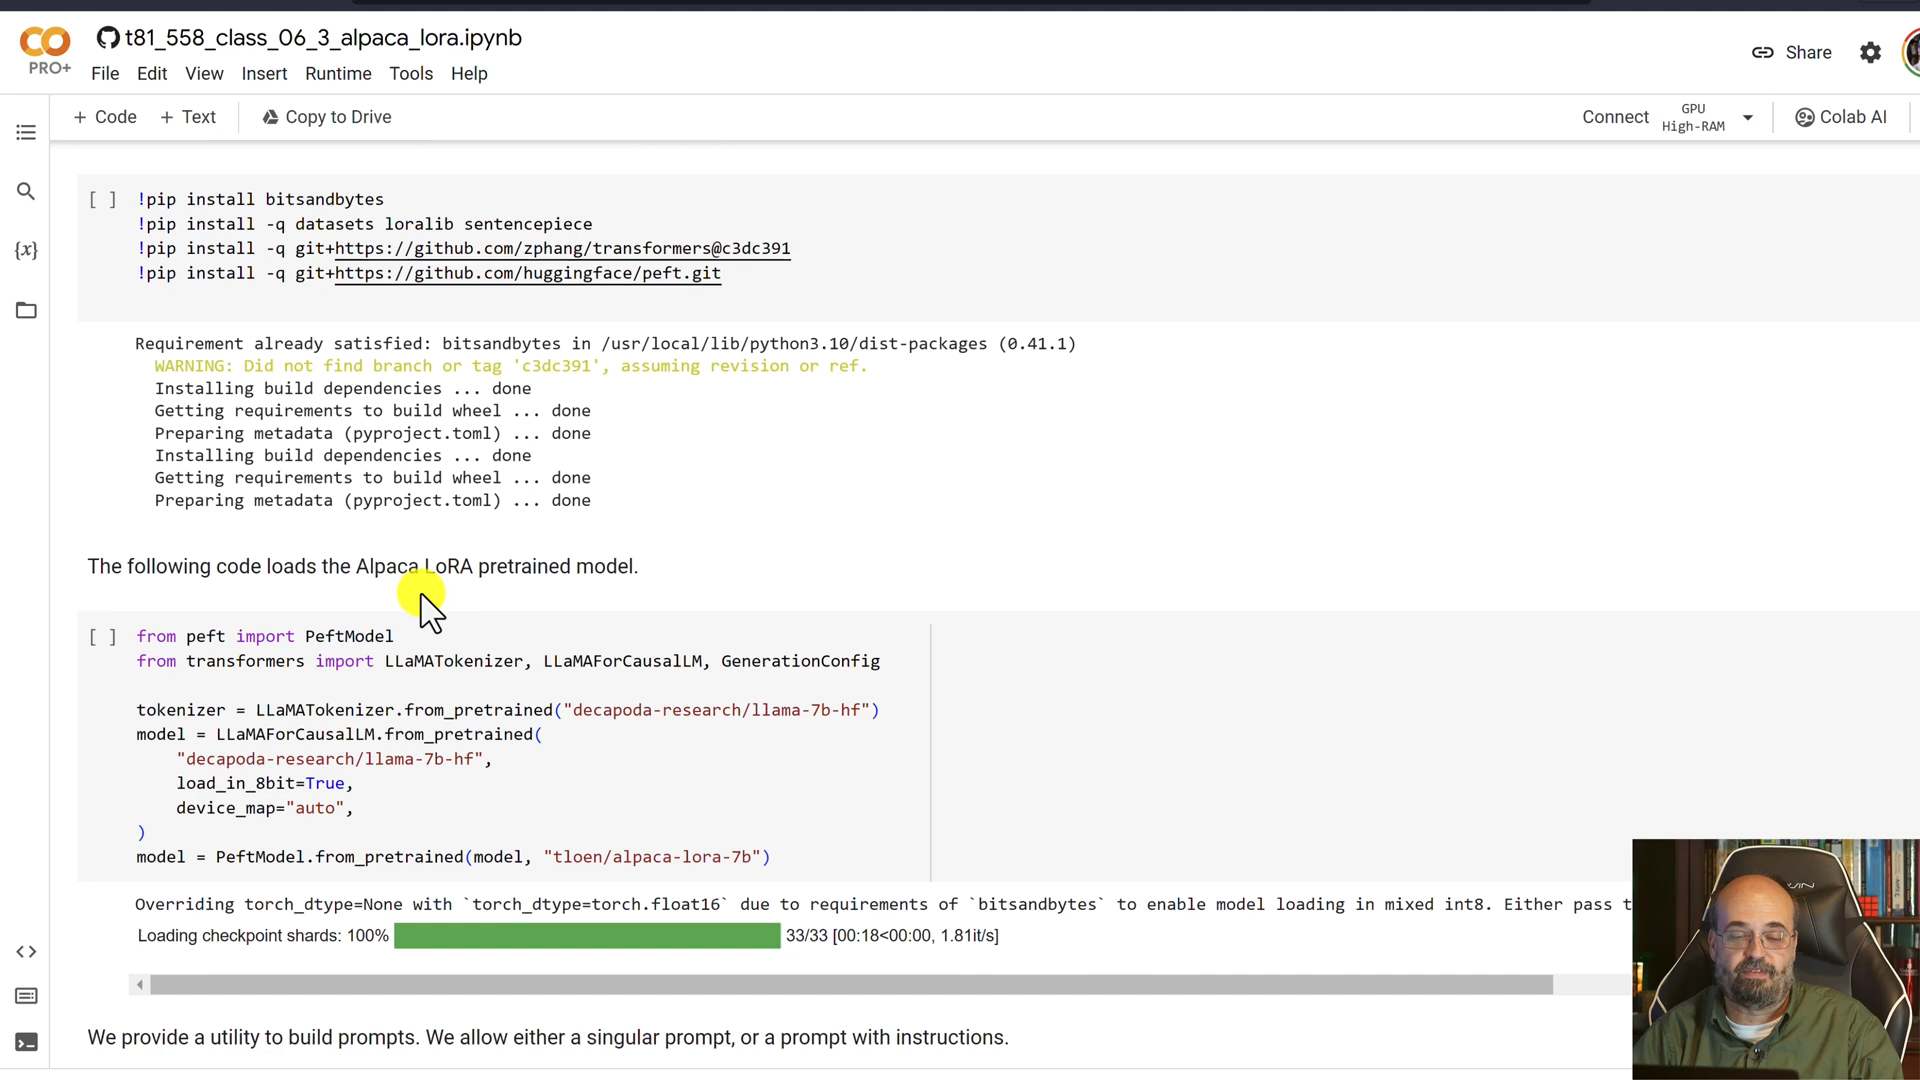 t81_558_class_06_3_alpaca_lora.ipynb
PRO+
File Edit View Insert Runtime Tools Help
Share
+ Code + Text Copy to Drive
Connect GPU High-RAM Colab AI
[ ] !pip install bitsandbytes
!pip install -q datasets loralib sentencepiece
!pip install -q git+https://github.com/zphang/transformers@c3dc391
!pip install -q git+https://github.com/huggingface/peft.git
{x}
Requirement already satisfied: bitsandbytes in /usr/local/lib/python3.10/dist-packages (0.41.1)
WARNING: Did not find branch or tag 'c3dc391', assuming revision or ref.
Installing build dependencies ... done
Getting requirements to build wheel ... done
Preparing metadata (pyproject.toml) ... done
Installing build dependencies ... done
Getting requirements to build wheel ... done
Preparing metadata (pyproject.toml) ... done
The following code loads the Alpaca LoRA pretrained model.
[ ] from peft import PeftModel
from transformers import LLaMATokenizer, LLaMAForCausalLM, GenerationConfig
tokenizer = LLaMATokenizer.from_pretrained("decapoda-research/llama-7b-hf")
model = LLaMAForCausalLM.from_pretrained(
"decapoda-research/llama-7b-hf",
load_in_8bit=True,
device_map="auto",
)
model = PeftModel.from_pretrained(model, "tloen/alpaca-lora-7b")
Overriding torch_dtype=None with `torch_dtype=torch.float16` due to requirements of `bitsandbytes` to enable model loading in mixed int8. Either pass t
Loading checkpoint shards: 100% 33/33 [00:18<00:00, 1.81it/s]
We provide a utility to build prompts. We allow either a singular prompt, or a prompt with instructions.